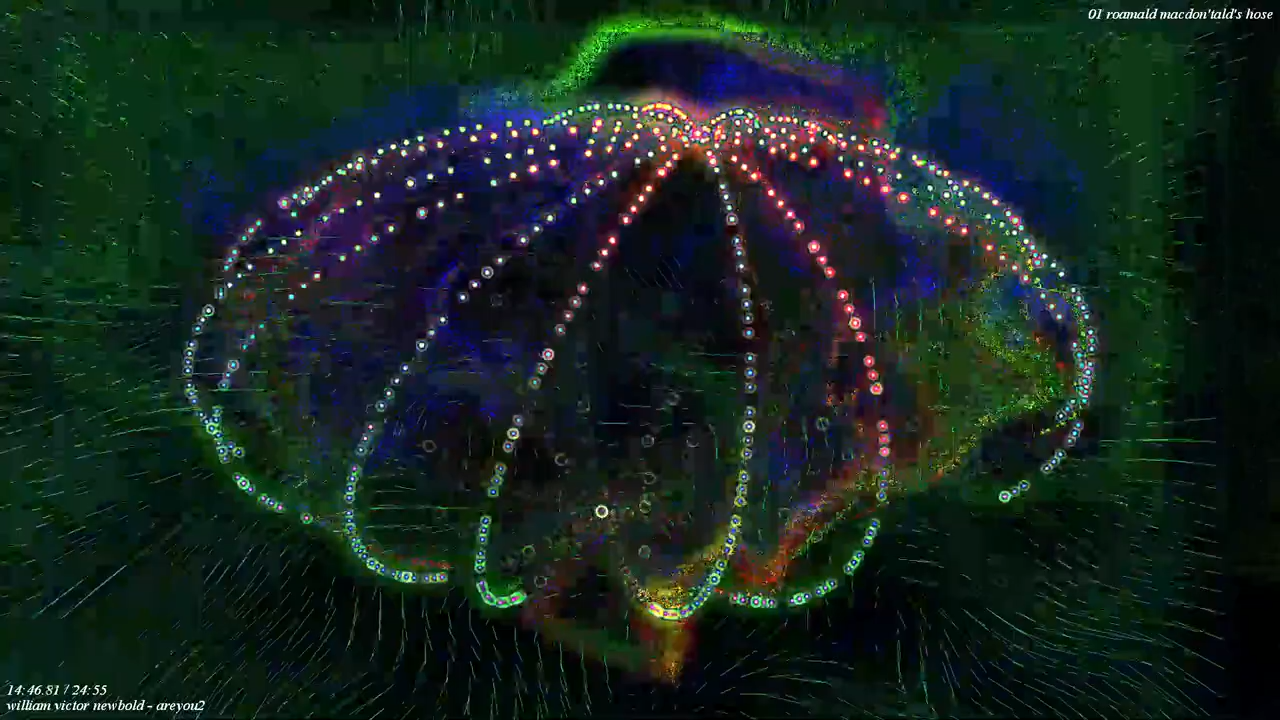 01 roamald macdon'tald's hose
14:46.81 / 24:55
william victor newbold - areyou2